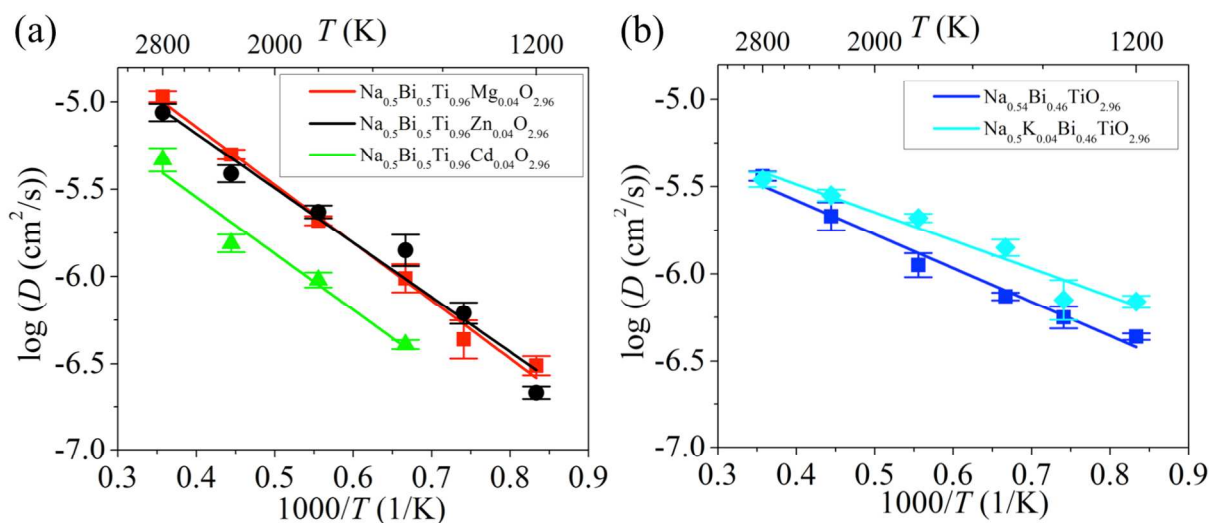 (a)
T (K)
2800 2000 1200
Na0.5Bi0.5Ti0.96Mg0.04O2.96
Na0.5Bi0.5Ti0.96Zn0.04O2.96
Na0.5Bi0.5Ti0.96Cd0.04O2.96
log (D (cm²/s))
-5.0
-5.5
-6.0
-6.5
-7.0
0.3 0.4 0.5 0.6 0.7 0.8 0.9
1000/T (1/K)
(b)
T (K)
2800 2000 1200
Na0.54Bi0.46TiO2.96
Na0.5K0.04Bi0.46TiO2.96
log (D (cm²/s))
-5.0
-5.5
-6.0
-6.5
-7.0
0.3 0.4 0.5 0.6 0.7 0.8 0.9
1000/T (1/K)